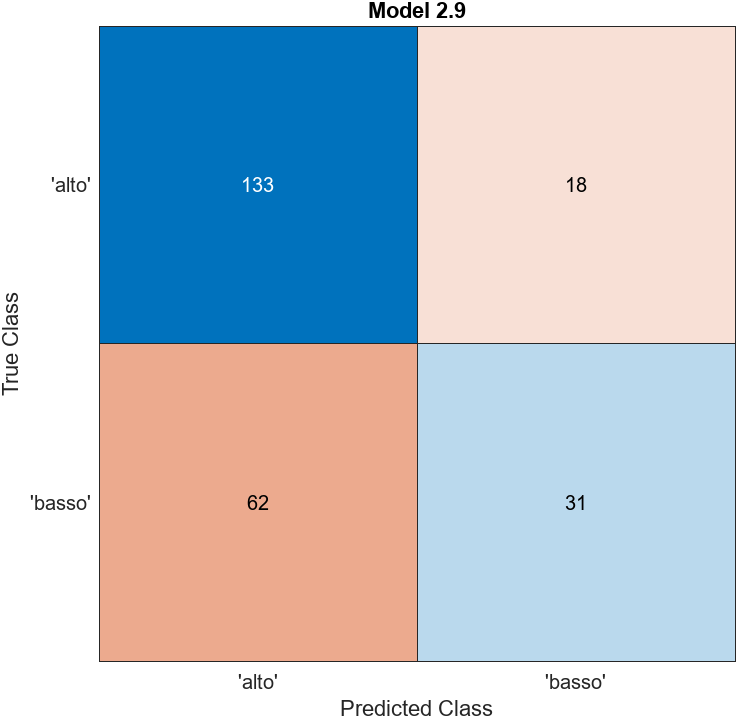 Model 2.9
True Class
'alto'
133
18
'basso'
62
31
'alto'
'basso'
Predicted Class